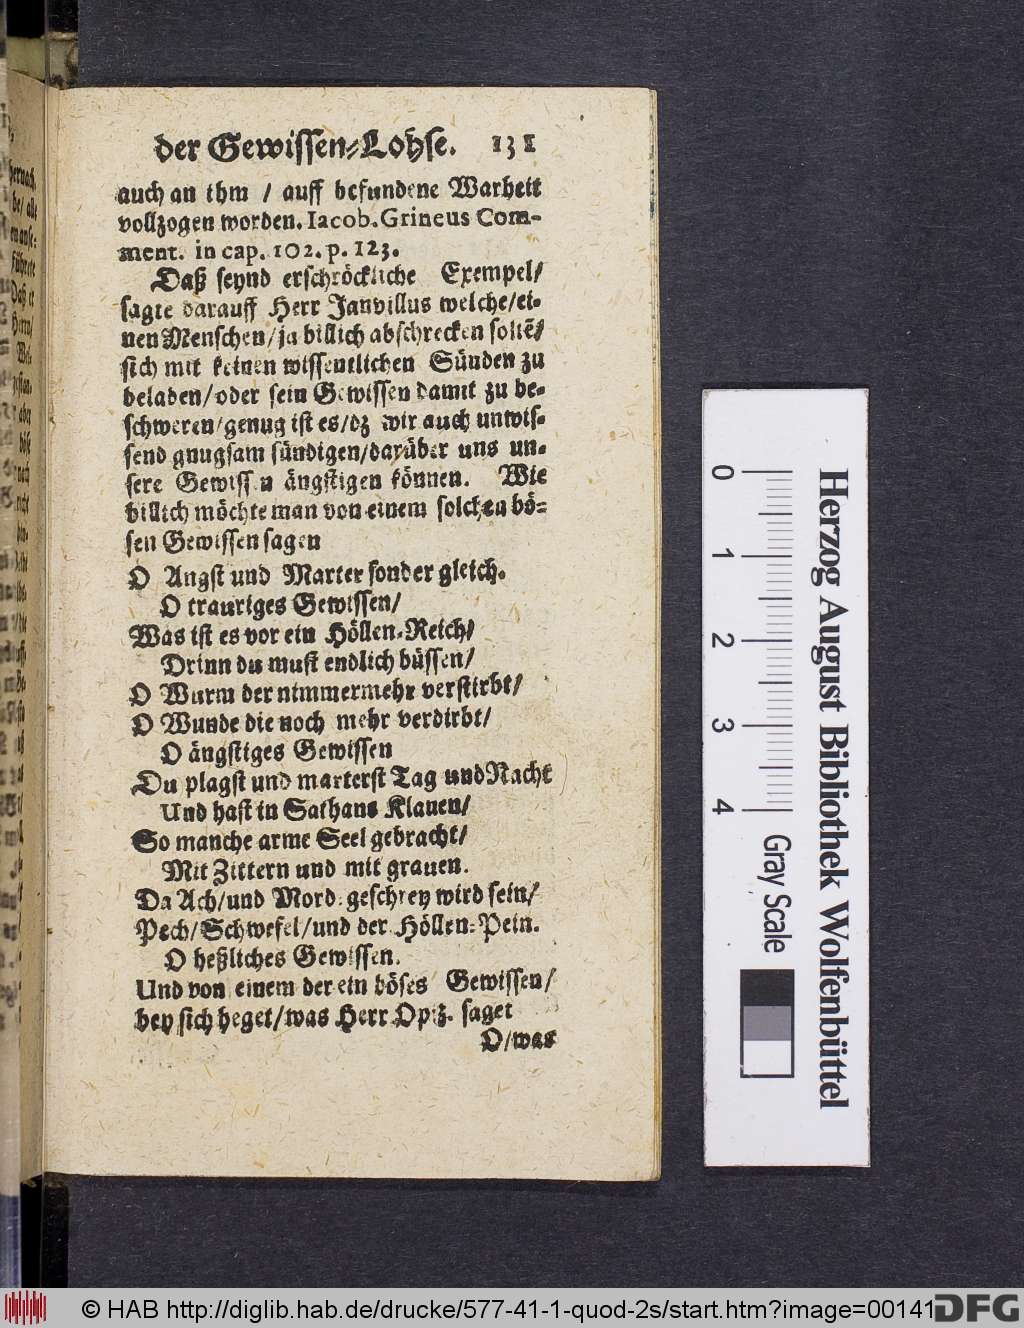 der Gewissen-Lohse. 131
auch an ihm / auff befundene Warheit
vollzogen worden. Iacob. Grineus Com-
ment. in cap. 102. p. 123.
Daß seynd erschröckliche Exempel/
sagte darauff Herr Janvillus welche/ei-
nen Menschen/ja billich abschrecken soltẽ/
sich mit keinen wissentlichen Sünden zu
beladen/oder sein Gewissen damit zu be-
schweren/genug ist es/dz wir auch unwis-
send gnugsam sündigen/darüber uns un-
sere Gewissen ängstigen können. Wie
billich möchte man von einem solchen bö-
sen Gewissen sagen
O Angst und Marter sonder gleich.
O trauriges Gewissen/
Was ist es vor ein Höllen-Reich/
Drinn du must endlich büssen/
O Wurm der nimmermehr verstirbt/
O Wunde die noch mehr verdirbt/
O ängstiges Gewissen
Du plagst und marterst Tag und Nacht
Und hast in Sathans Klauen/
So manche arme Seel gebracht/
Mit Zittern und mit grauen.
Da Ach/und Mord-geschrey wird sein/
Pech/Schwefel/und der Höllen-Pein.
O heßliches Gewissen.
Und von einem der ein böses Gewissen/
bey sich heget/was Herr Opiz. saget
O/was
0 1 2 3 4
Gray Scale
Herzog August Bibliothek Wolfenbüttel
© HAB http://diglib.hab.de/drucke/577-41-1-quod-2s/start.htm?image=00141
DFG